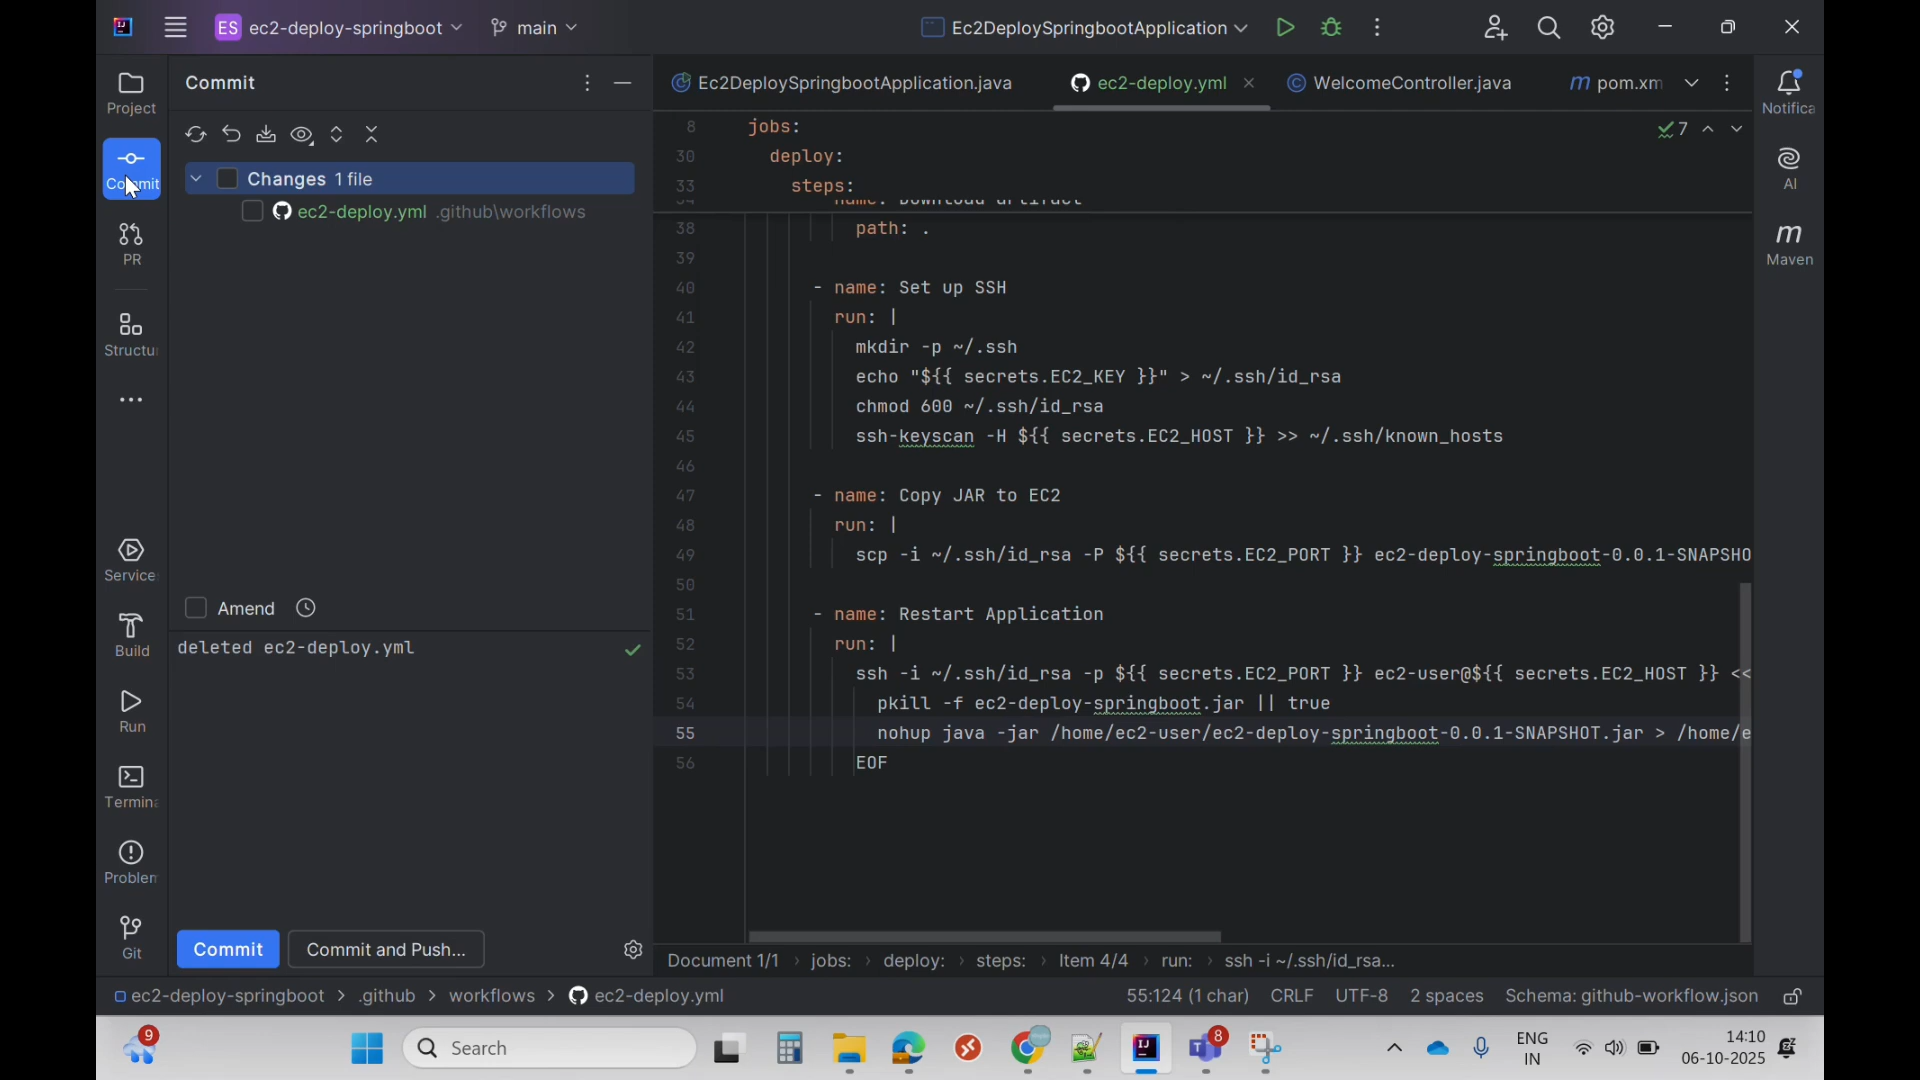 ES ec2-deploy-springboot
main
Ec2DeploySpringbootApplication
Project
Commit
PR
Structu
Service
Build
Run
Termina
Problem
Git
Commit
Changes 1 file
ec2-deploy.yml .github\workflows
Amend
deleted ec2-deploy.yml
Commit
Commit and Push...
Ec2DeploySpringbootApplication.java
ec2-deploy.yml
WelcomeController.java
m pom.xm
7
8 jobs:
30 deploy:
33 steps:
38 path: .
39
40 - name: Set up SSH
41 run: |
42 mkdir -p ~/.ssh
43 echo "${{ secrets.EC2_KEY }}" > ~/.ssh/id_rsa
44 chmod 600 ~/.ssh/id_rsa
45 ssh-keyscan -H ${{ secrets.EC2_HOST }} >> ~/.ssh/known_hosts
46
47 - name: Copy JAR to EC2
48 run: |
49 scp -i ~/.ssh/id_rsa -P ${{ secrets.EC2_PORT }} ec2-deploy-springboot-0.0.1-SNAPSHO
50
51 - name: Restart Application
52 run: |
53 ssh -i ~/.ssh/id_rsa -p ${{ secrets.EC2_PORT }} ec2-user@${{ secrets.EC2_HOST }} <<
54 pkill -f ec2-deploy-springboot.jar || true
55 nohup java -jar /home/ec2-user/ec2-deploy-springboot-0.0.1-SNAPSHOT.jar > /home/e
56 EOF
Notifica
AI
m
Maven
Document 1/1 › jobs: › deploy: › steps: › Item 4/4 › run: › ssh -i ~/.ssh/id_rsa...
ec2-deploy-springboot > .github > workflows > ec2-deploy.yml
55:124 (1 char) CRLF UTF-8 2 spaces Schema: github-workflow.json
9
Search
8
ENG
IN
14:10
06-10-2025